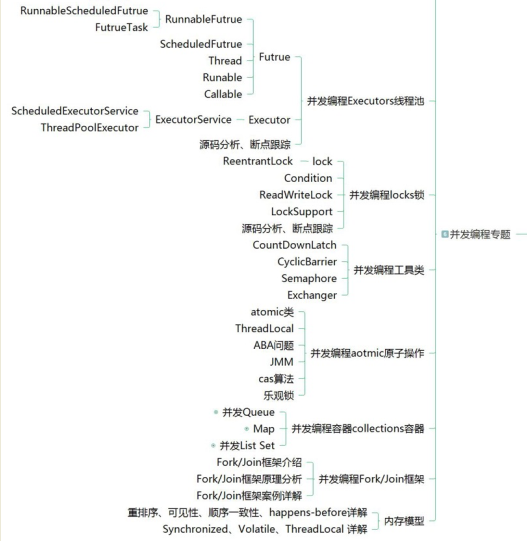 RunnableScheduledFutrue
FutrueTask
RunnableFutrue
ScheduledFutrue
Thread
Runable
Callable
Futrue
ScheduledExecutorService
ThreadPoolExecutor
ExecutorService
Executor
源码分析、断点跟踪
并发编程Executors线程池
ReentrantLock
lock
Condition
ReadWriteLock
LockSupport
源码分析、断点跟踪
并发编程locks锁
并发编程专题
CountDownLatch
CyclicBarrier
Semaphore
Exchanger
并发编程工具类
atomic类
ThreadLocal
ABA问题
JMM
cas算法
乐观锁
并发编程aotmic原子操作
并发Queue
Map
并发List Set
并发编程容器collections容器
Fork/Join框架介绍
Fork/Join框架原理分析
Fork/Join框架案例详解
并发编程Fork/Join框架
重排序、可见性、顺序一致性、happens-before详解
Synchronized、Volatile、ThreadLocal 详解
内存模型